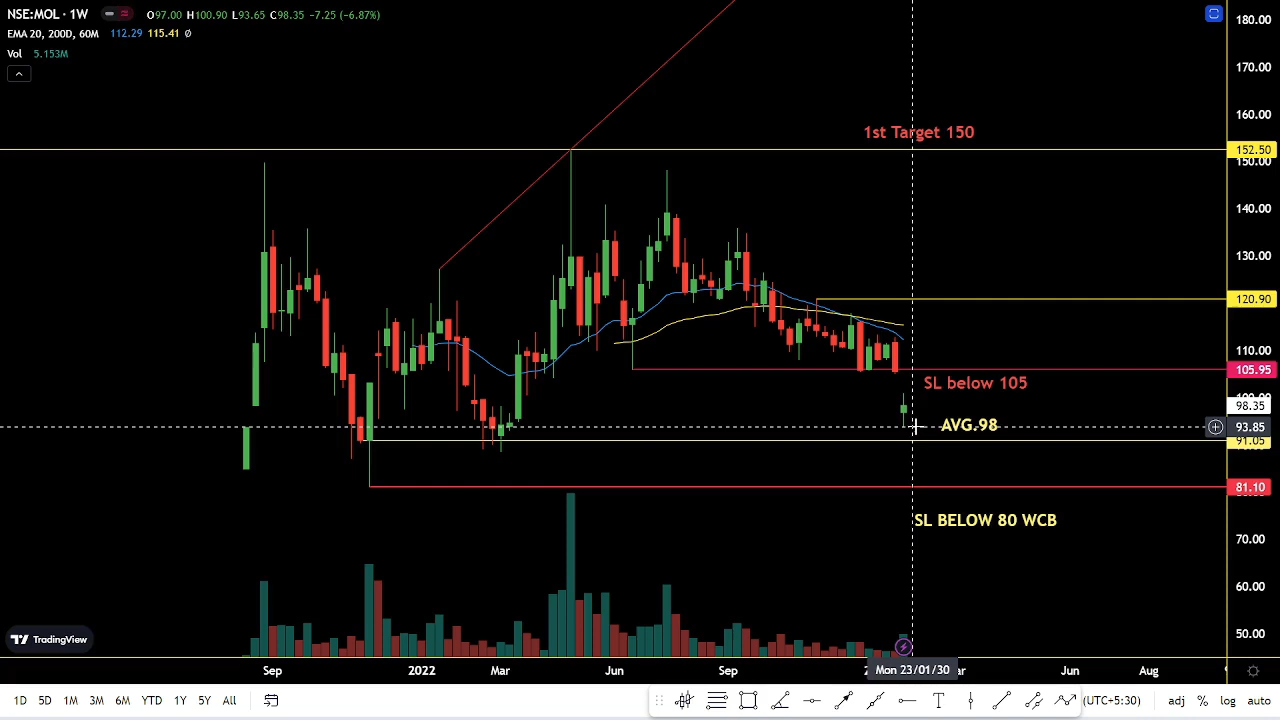 NSE:MOL · 1W O97.00 H100.90 L93.65 C98.35 −7.25 (−6.87%)
EMA 20, 200D, 60M 112.29 115.41 Ø
Vol 5.153M
180.00
170.00
160.00
1st Target 150
152.50
150.00
140.00
130.00
120.90
110.00
105.95
SL below 105
98.35
AVG.98
93.85
91.05
81.10
SL BELOW 80 WCB
70.00
60.00
50.00
TradingView
Sep 2022 Mar Jun Sep Mon 23/01/30 Jun Aug
1D 5D 1M 3M 6M YTD 1Y 5Y All (UTC+5:30) adj % log auto